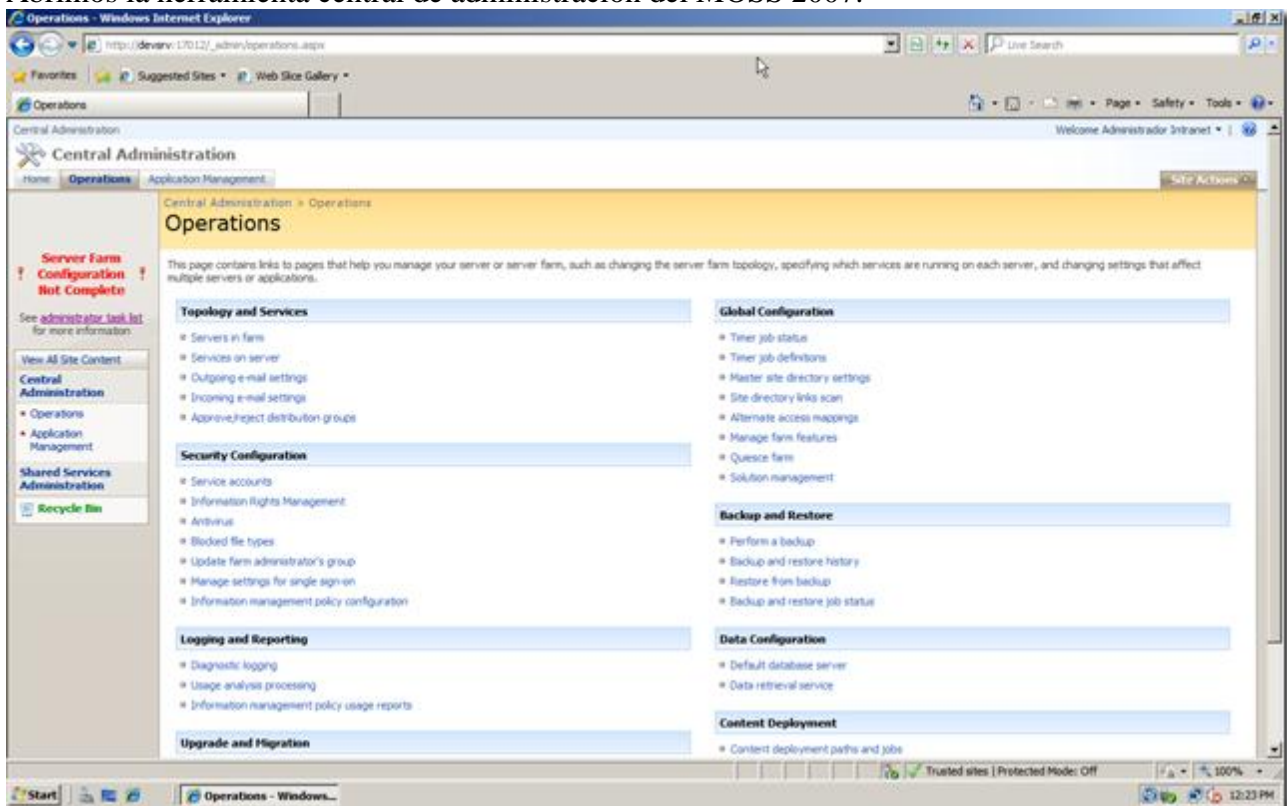 Abrimos la herramienta central de administración del MOSS 2007.
Operations - Windows Internet Explorer
http://devsrv:17012/_admin/operations.aspx
Live Search
Favorites
Suggested Sites
Web Slice Gallery
Operations
Page
Safety
Tools
Central Administration
Welcome Administrador Intranet
Central Administration
Home
Operations
Application Management
Site Actions
Central Administration > Operations
Operations
Server Farm
! Configuration !
Not Complete
See administrator task list
for more information
View All Site Content
Central
Administration
Operations
Application
Management
Shared Services
Administration
Recycle Bin
This page contains links to pages that help you manage your server or server farm, such as changing the server farm topology, specifying which services are running on each server, and changing settings that affect
multiple servers or applications.
Topology and Services
Servers in farm
Services on server
Outgoing e-mail settings
Incoming e-mail settings
Approve/reject distribution groups
Security Configuration
Service accounts
Information Rights Management
Antivirus
Blocked file types
Update farm administrator's group
Manage settings for single sign-on
Information management policy configuration
Logging and Reporting
Diagnostic logging
Usage analysis processing
Information management policy usage reports
Upgrade and Migration
Global Configuration
Timer job status
Timer job definitions
Master site directory settings
Site directory links scan
Alternate access mappings
Manage farm features
Quiesce farm
Solution management
Backup and Restore
Perform a backup
Backup and restore history
Restore from backup
Backup and restore job status
Data Configuration
Default database server
Data retrieval service
Content Deployment
Content deployment paths and jobs
Trusted sites | Protected Mode: Off
100%
Start
Operations - Windows...
12:23 PM